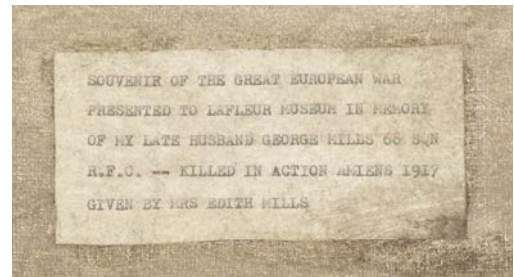 SOUVENIR OF THE GREAT EUROPEAN WAR
PRESENTED TO LAFLEUR MUSEUM IN MEMORY
OF MY LATE HUSBAND GEORGE MILLS 66 SQN
R.F.C. -- KILLED IN ACTION AMIENS 1917
GIVEN BY MRS EDITH MILLS